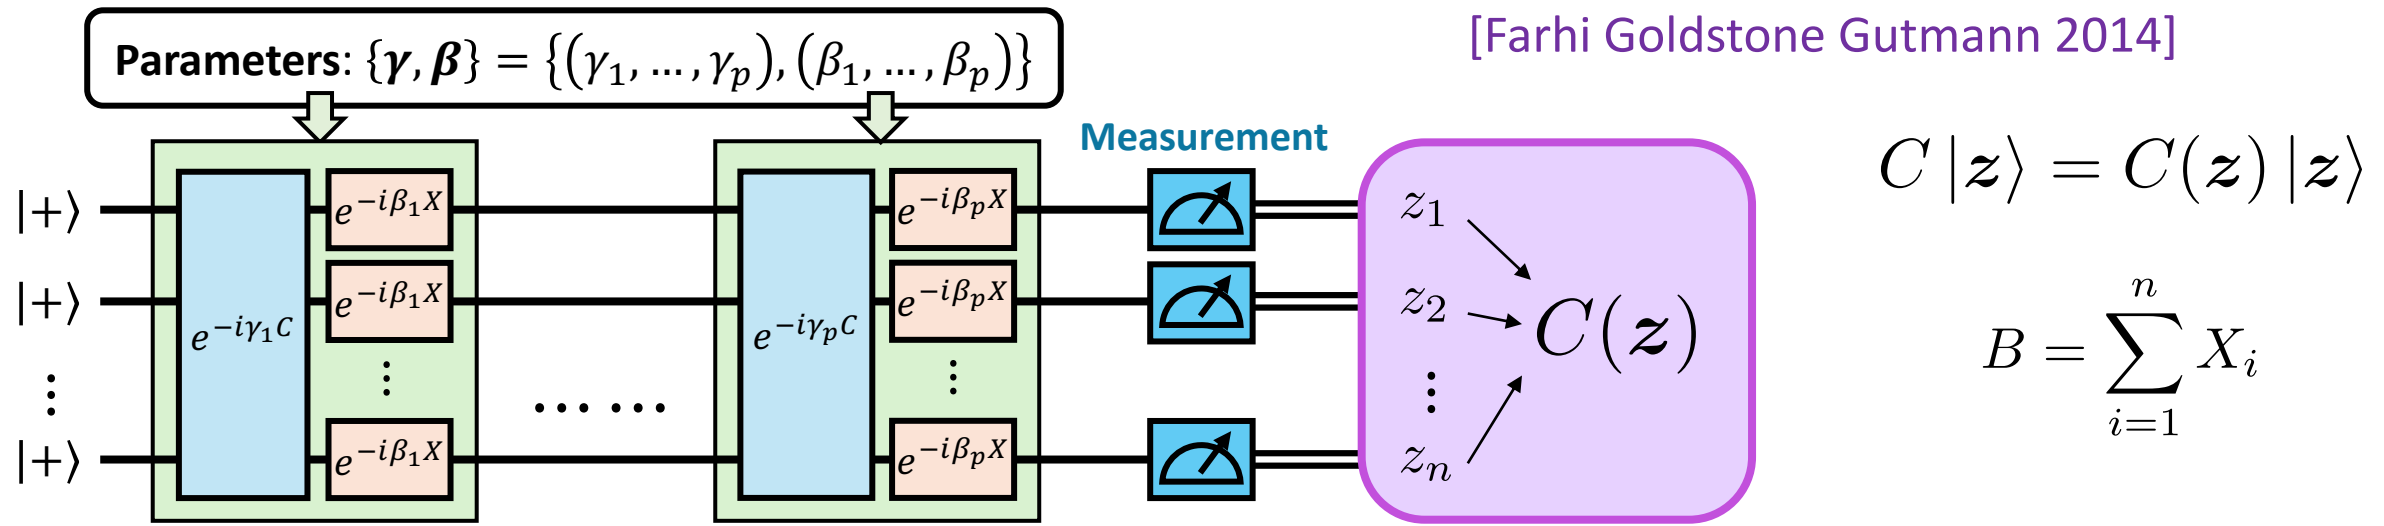 Parameters: {𝜸, 𝜷} = {(γ₁, … , γₚ), (β₁, … , βₚ)}
[Farhi Goldstone Gutmann 2014]
Measurement
|+⟩
|+⟩
⋮
|+⟩
e^{-iγ₁C}
e^{-iβ₁X}
e^{-iβ₁X}
⋮
e^{-iβ₁X}
……
e^{-iγₚC}
e^{-iβₚX}
e^{-iβₚX}
⋮
e^{-iβₚX}
z₁
z₂
⋮
zₙ
C(𝒛)
C |𝒛⟩ = C(𝒛) |𝒛⟩
B = ∑_{i=1}^{n} X_i